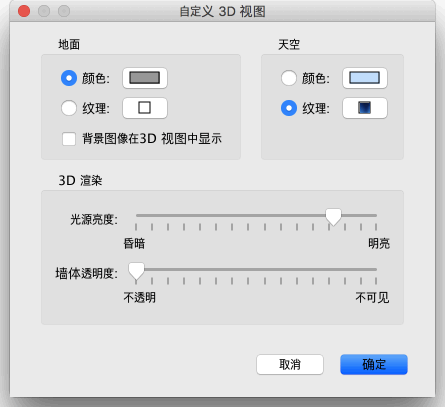 自定义 3D 视图
地面
天空
颜色:
颜色:
纹理:
纹理:
背景图像在3D 视图中显示
3D 渲染
光源亮度:
昏暗
明亮
墙体透明度:
不透明
不可见
取消
确定